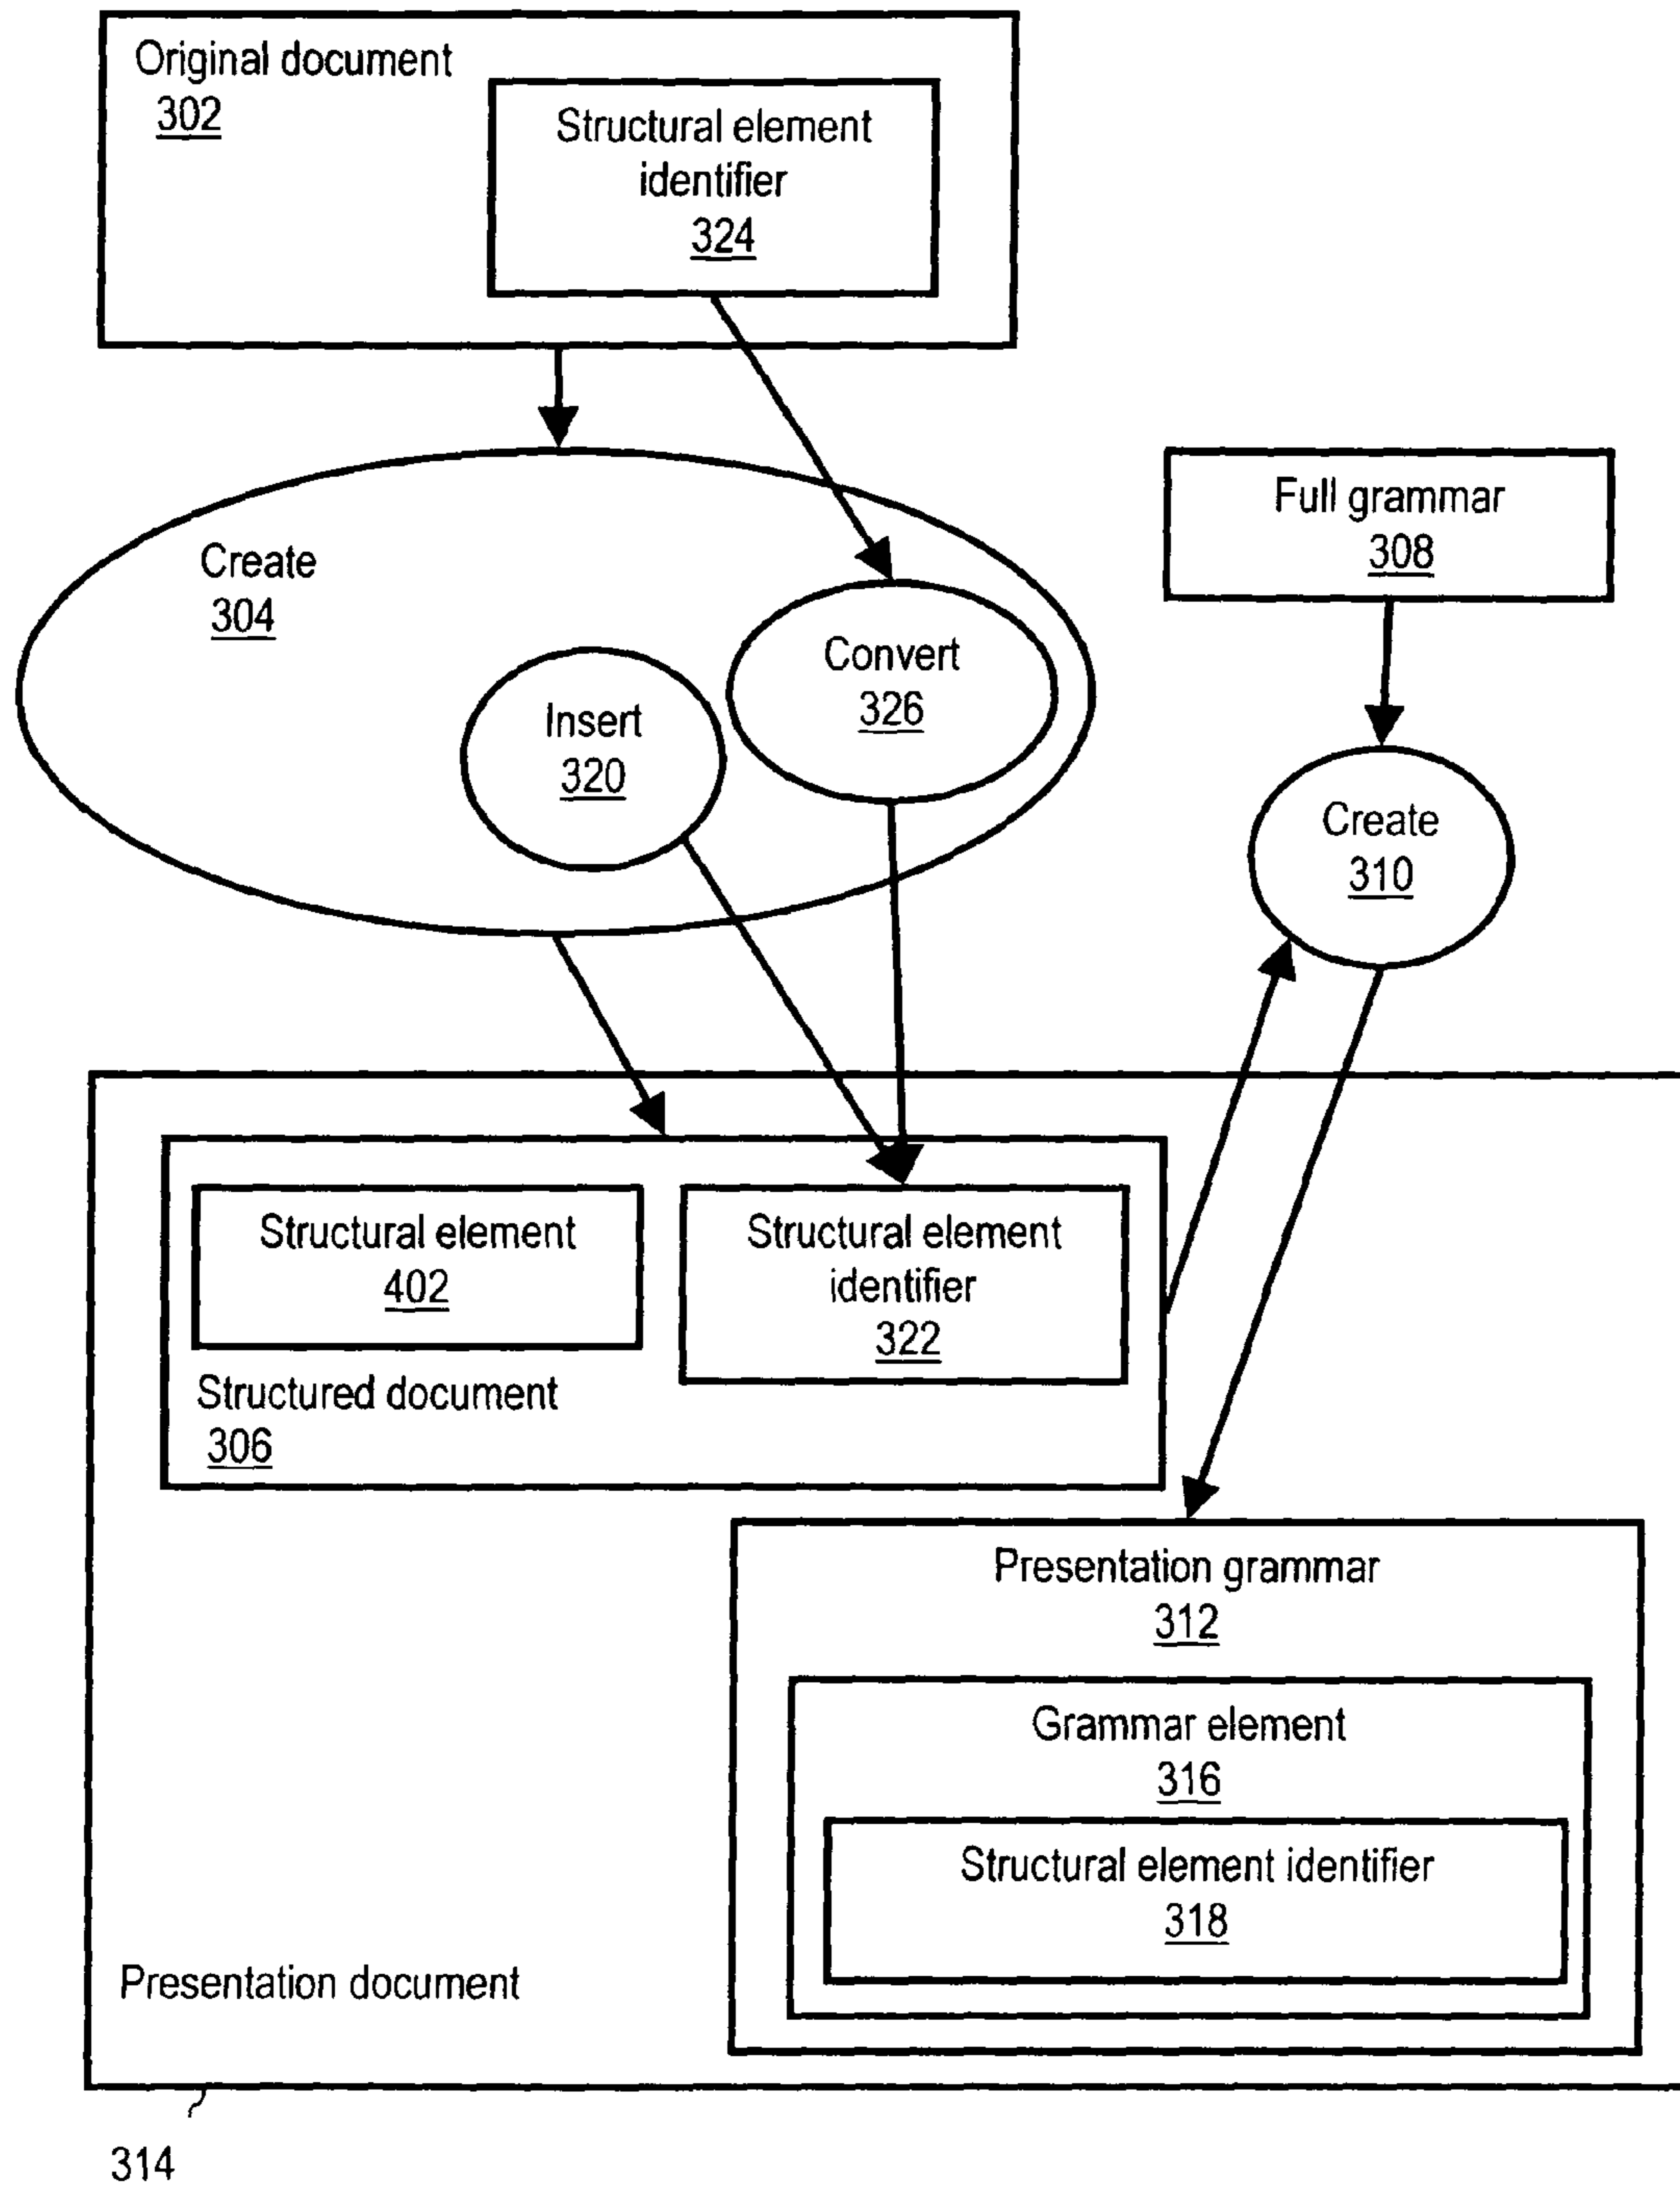 Original document
302
Structural element
identifier
324
Create
304
Insert
320
Convert
326
Full grammar
308
Create
310
Structural element
402
Structural element
identifier
322
Structured document
306
Presentation grammar
312
Grammar element
316
Structural element identifier
318
Presentation document
314